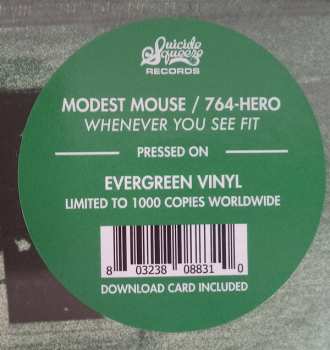 Suicide
Squeeze
RECORDS
MODEST MOUSE / 764-HERO
WHENEVER YOU SEE FIT
PRESSED ON
EVERGREEN VINYL
LIMITED TO 1000 COPIES WORLDWIDE
8 03238 08831 0
DOWNLOAD CARD INCLUDED